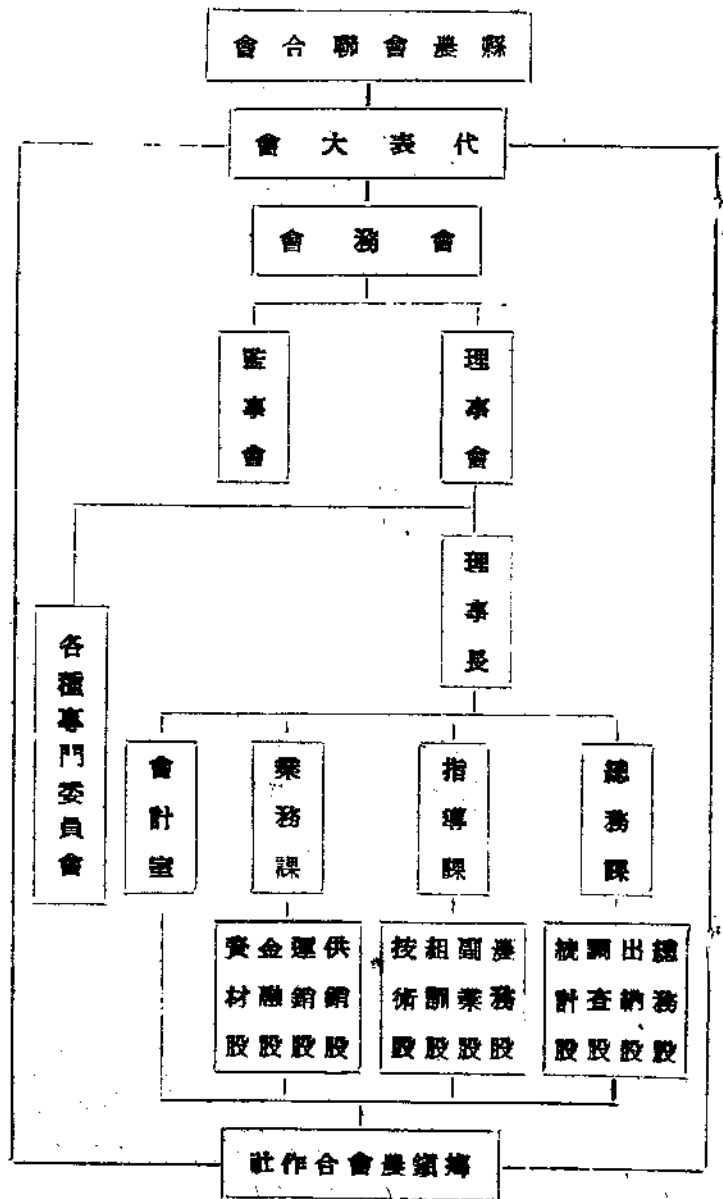 縣農會聯合會
代表大會
會務會
理事會
監事會
理事長
各種專門委員會
總務課
指導課
業務課
會計室
總務股
出納股
調查股
統計股
農務股
副業股
組訓股
技術股
供銷股
運銷股
金融股
資材股
鄉鎮農會合作社